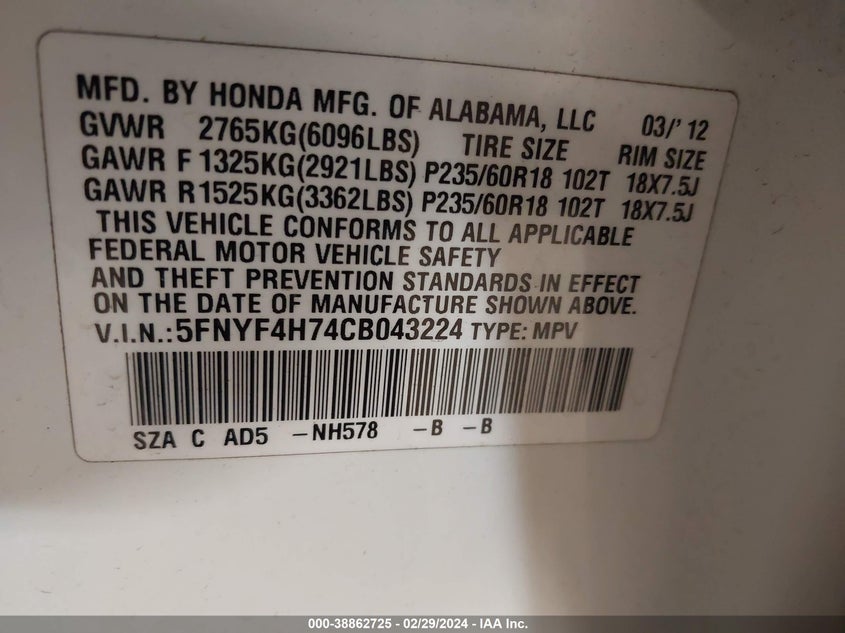 MFD. BY HONDA MFG. OF ALABAMA, LLC 03/'12
GVWR 2765KG(6096LBS) TIRE SIZE RIM SIZE
GAWR F 1325KG(2921LBS) P235/60R18 102T 18X7.5J
GAWR R1525KG(3362LBS) P235/60R18 102T 18X7.5J
THIS VEHICLE CONFORMS TO ALL APPLICABLE
FEDERAL MOTOR VEHICLE SAFETY
AND THEFT PREVENTION STANDARDS IN EFFECT
ON THE DATE OF MANUFACTURE SHOWN ABOVE.
V.I.N.:5FNYF4H74CB043224 TYPE: MPV
SZA C AD5 -NH578 -B -B
000-38862725 - 02/29/2024 - IAA Inc.